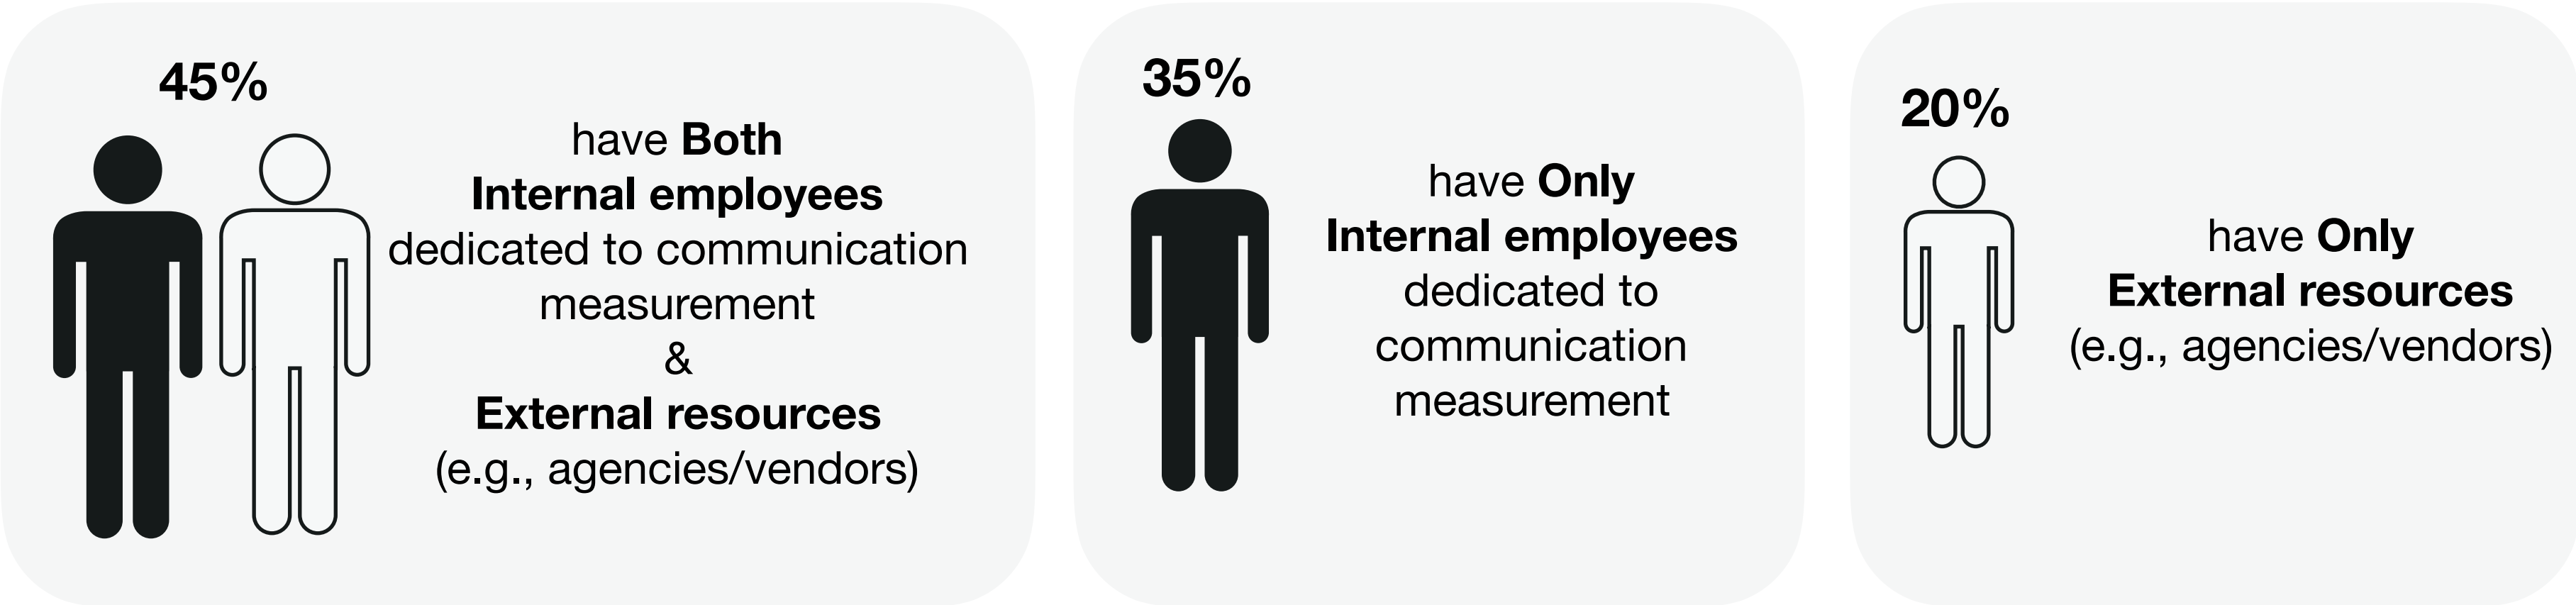 45%
have Both
Internal employees
dedicated to communication
measurement
&
External resources
(e.g., agencies/vendors)
35%
have Only
Internal employees
dedicated to
communication
measurement
20%
have Only
External resources
(e.g., agencies/vendors)